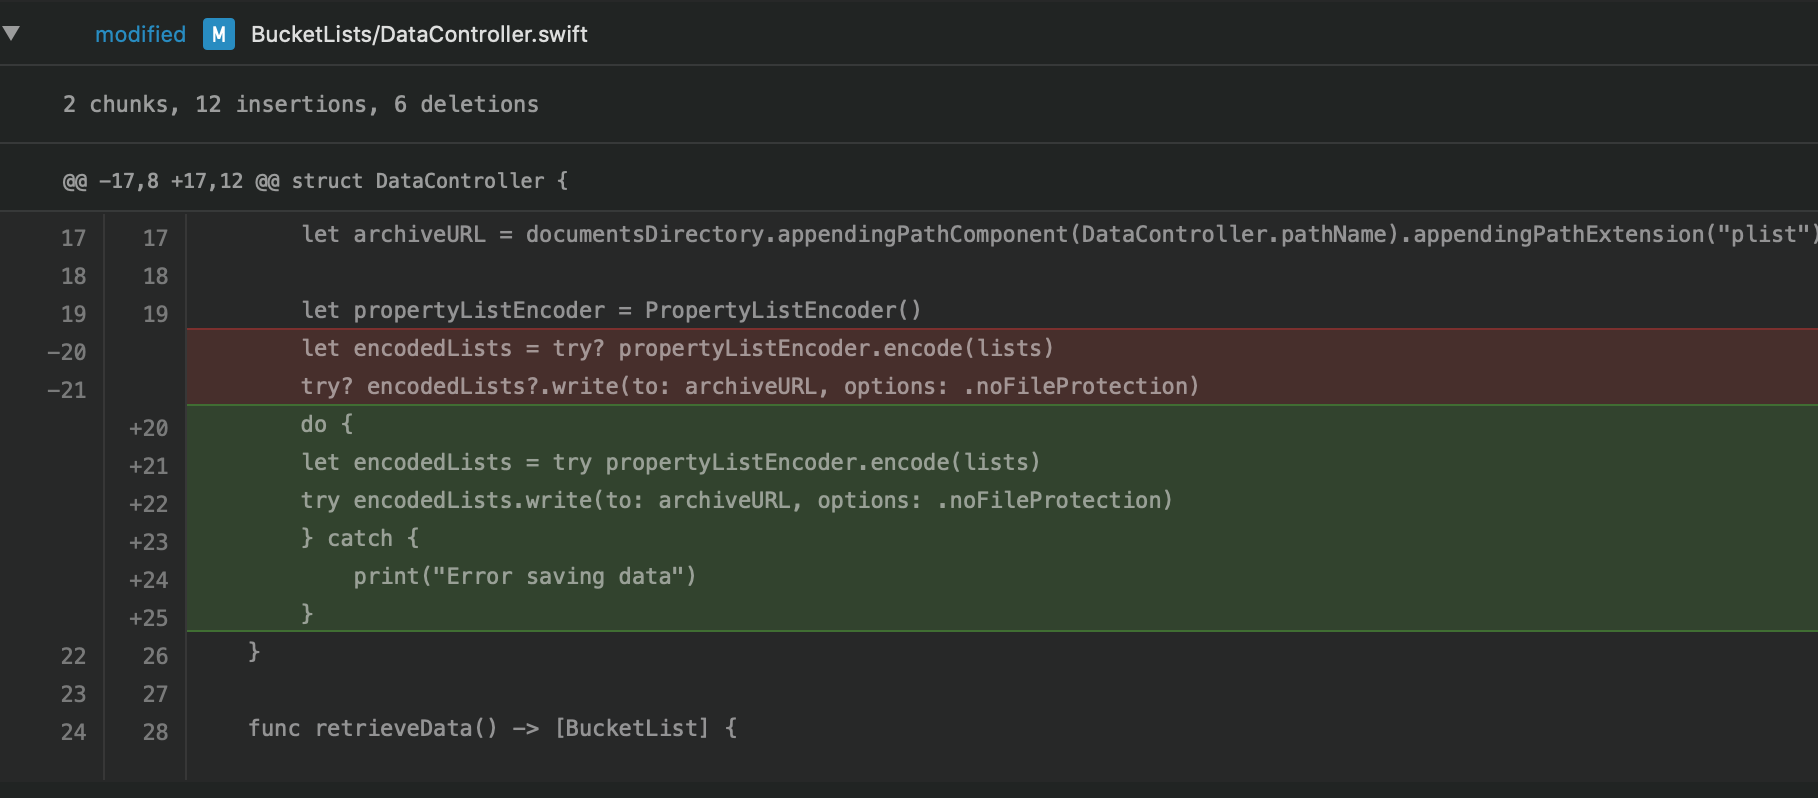 modified M BucketLists/DataController.swift
2 chunks, 12 insertions, 6 deletions
@@ -17,8 +17,12 @@ struct DataController {
17 17 let archiveURL = documentsDirectory.appendingPathComponent(DataController.pathName).appendingPathExtension("plist")
18 18
19 19 let propertyListEncoder = PropertyListEncoder()
-20 let encodedLists = try? propertyListEncoder.encode(lists)
-21 try? encodedLists?.write(to: archiveURL, options: .noFileProtection)
+20 do {
+21 let encodedLists = try propertyListEncoder.encode(lists)
+22 try encodedLists.write(to: archiveURL, options: .noFileProtection)
+23 } catch {
+24 print("Error saving data")
+25 }
22 26 }
23 27
24 28 func retrieveData() -> [BucketList] {